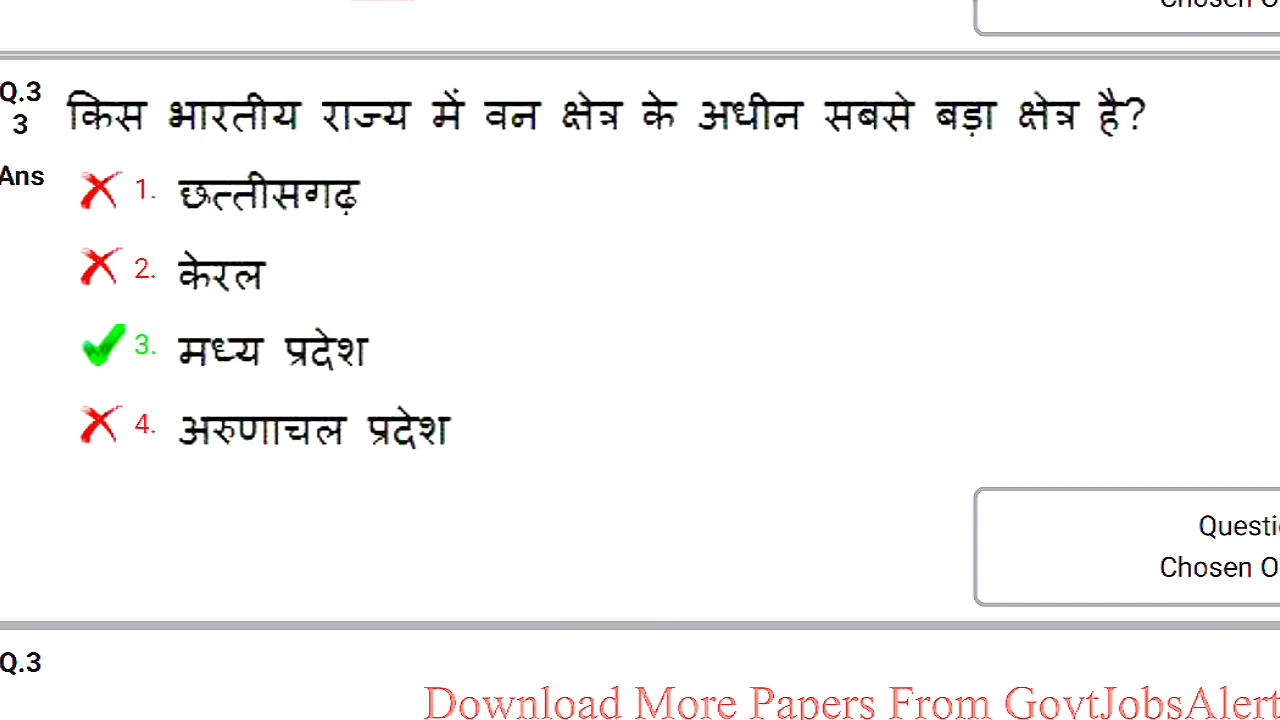 Q.3
3
किस भारतीय राज्य में वन क्षेत्र के अधीन सबसे बड़ा क्षेत्र है?
Ans
1. छत्तीसगढ़
2. केरल
3. मध्य प्रदेश
4. अरुणाचल प्रदेश
Questi
Chosen O
Q.3
Download More Papers From GovtJobsAlert